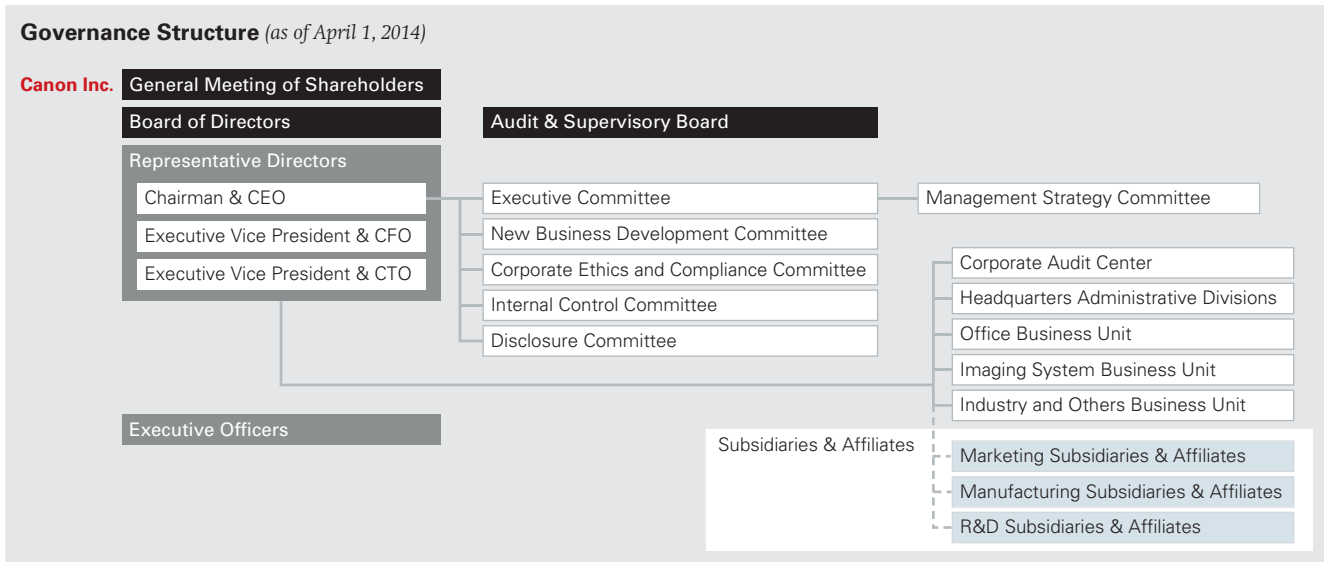 Governance Structure (as of April 1, 2014)
Canon Inc.
General Meeting of Shareholders
Board of Directors
Audit & Supervisory Board
Representative Directors
Chairman & CEO
Executive Vice President & CFO
Executive Vice President & CTO
Executive Committee
New Business Development Committee
Corporate Ethics and Compliance Committee
Internal Control Committee
Disclosure Committee
Management Strategy Committee
Corporate Audit Center
Headquarters Administrative Divisions
Office Business Unit
Imaging System Business Unit
Industry and Others Business Unit
Executive Officers
Subsidiaries & Affiliates
Marketing Subsidiaries & Affiliates
Manufacturing Subsidiaries & Affiliates
R&D Subsidiaries & Affiliates